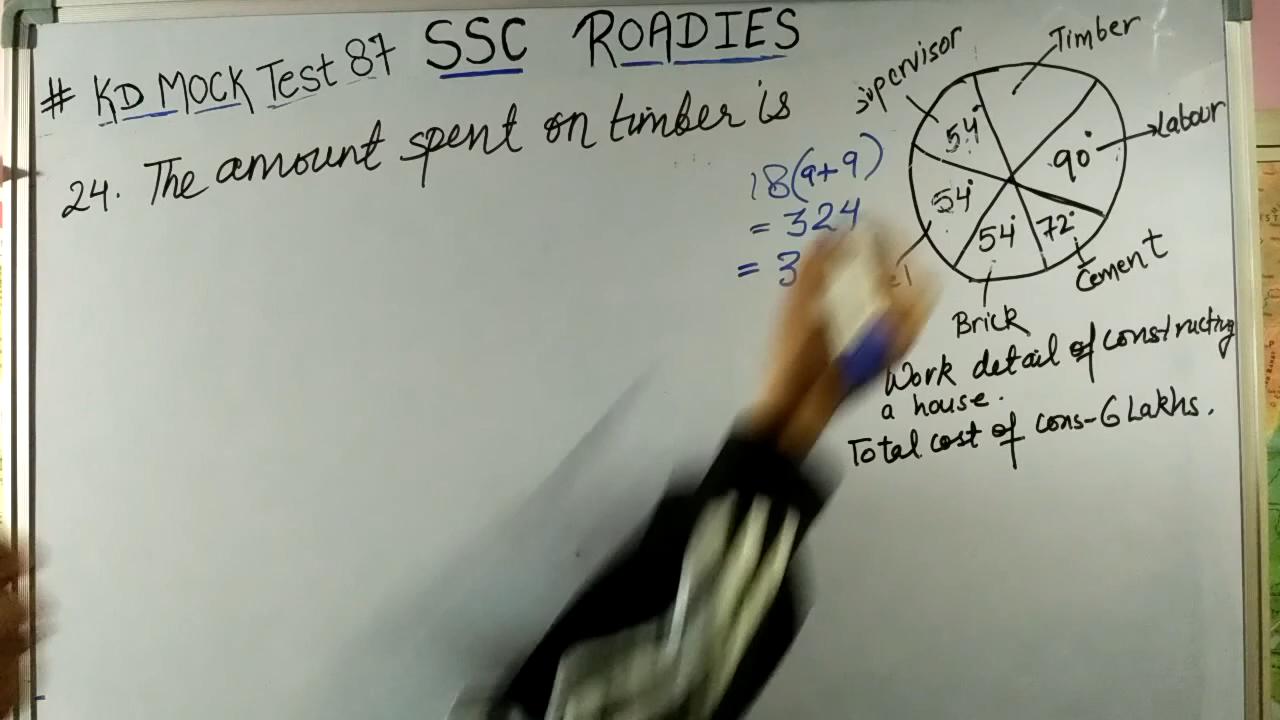 # KD MOCK Test 87 SSC ROADIES
24. The amount spent on timber is
18(9+9)
= 324
= 3
Supervisor
Timber
Labour
54°
90°
54°
54°
72°
Cement
Brick
Work detail of constructing
a house.
Total cost of cons-6 Lakhs.